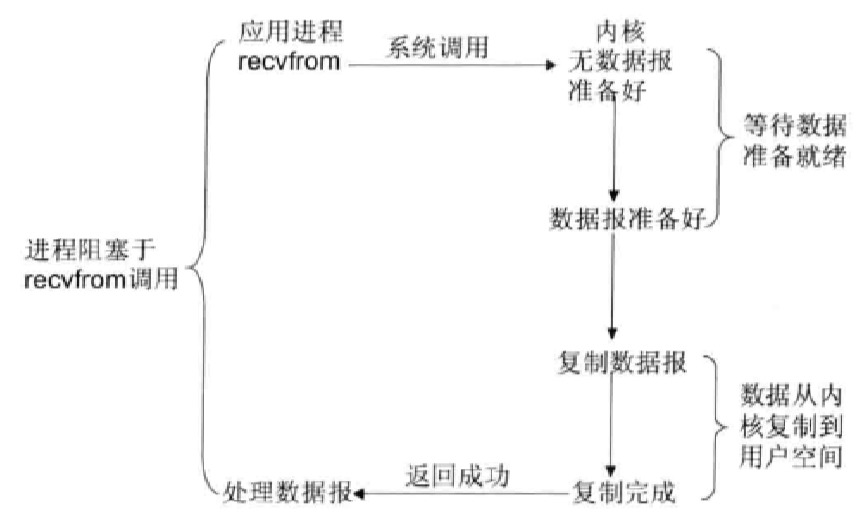 应用进程
recvfrom
系统调用
内核
无数据报
准备好
等待数据
准备就绪
数据报准备好
进程阻塞于
recvfrom调用
复制数据报
数据从内
核复制到
用户空间
处理数据报
返回成功
复制完成